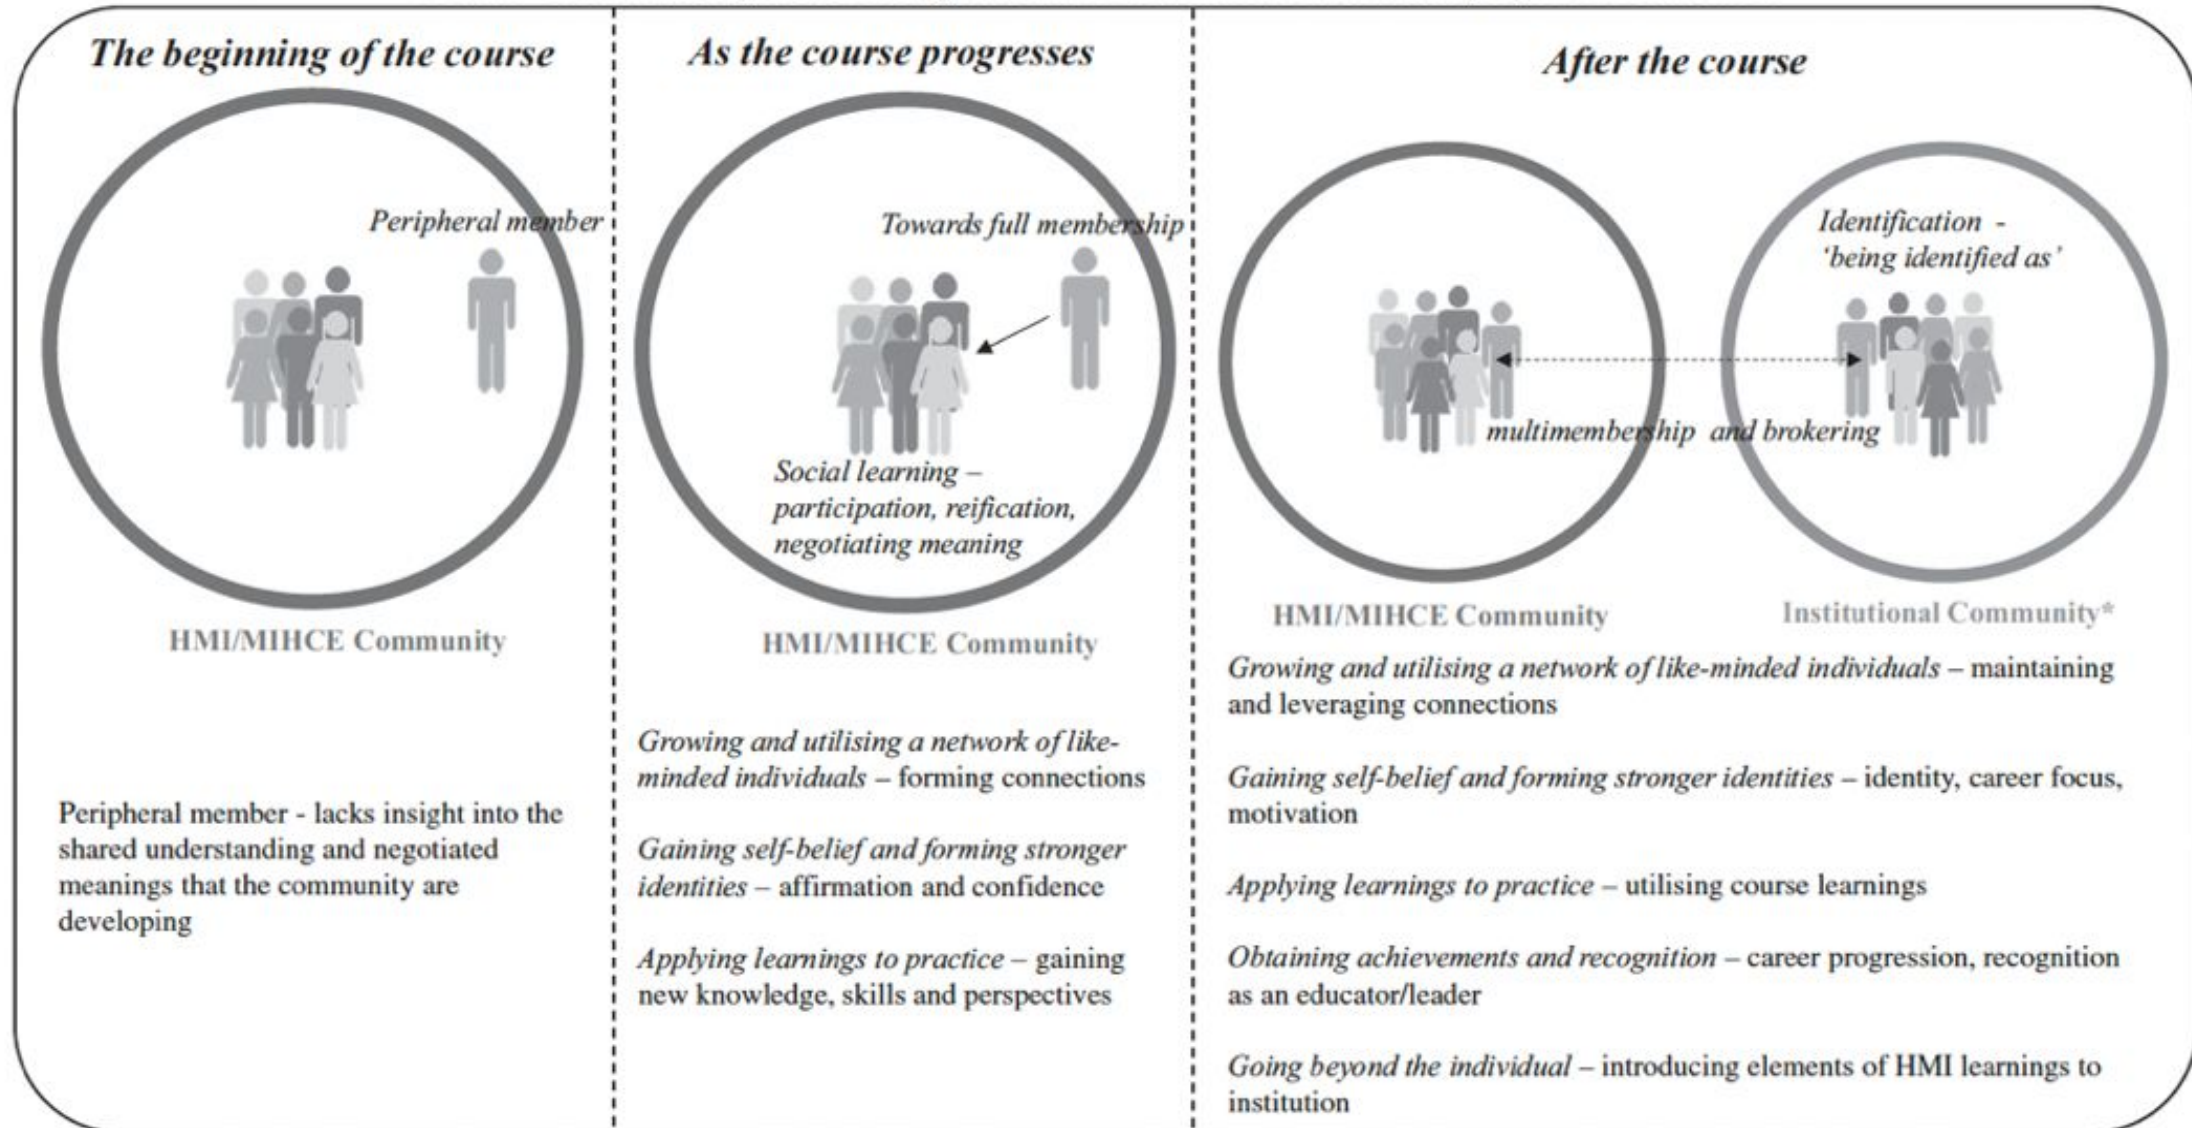 The beginning of the course
Peripheral member
HMI/MIHCE Community
Peripheral member - lacks insight into the
shared understanding and negotiated
meanings that the community are
developing
As the course progresses
Towards full membership
Social learning –
participation, reification,
negotiating meaning
HMI/MIHCE Community
Growing and utilising a network of like-
minded individuals – forming connections
Gaining self-belief and forming stronger
identities – affirmation and confidence
Applying learnings to practice – gaining
new knowledge, skills and perspectives
After the course
Identification -
‘being identified as’
multimembership and brokering
HMI/MIHCE Community
Institutional Community*
Growing and utilising a network of like-minded individuals – maintaining
and leveraging connections
Gaining self-belief and forming stronger identities – identity, career focus,
motivation
Applying learnings to practice – utilising course learnings
Obtaining achievements and recognition – career progression, recognition
as an educator/leader
Going beyond the individual – introducing elements of HMI learnings to
institution